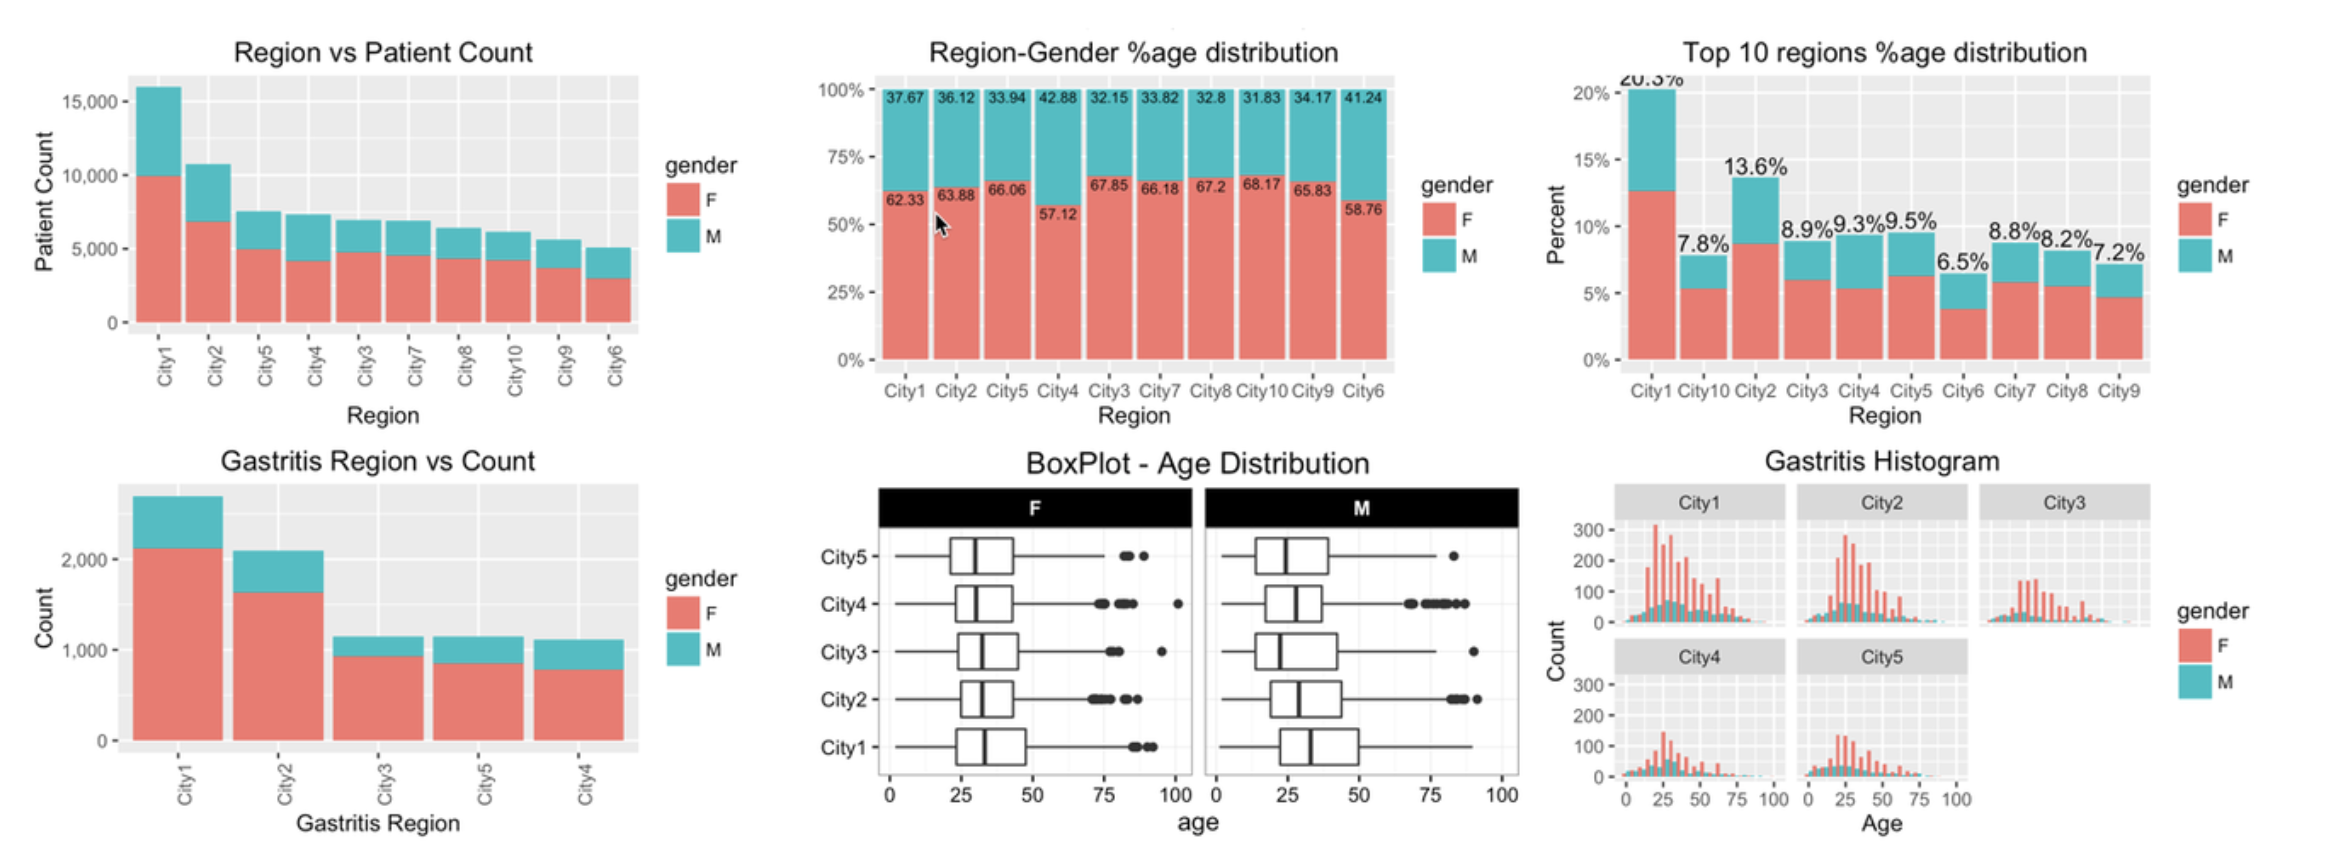 Region vs Patient Count
Patient Count
15,000
10,000
5,000
0
City1
City2
City5
City4
City3
City7
City8
City10
City9
City6
Region
gender
F
M
Region-Gender %age distribution
100%
75%
50%
25%
0%
37.67 36.12 33.94 42.88 32.15 33.82 32.8 31.83 34.17 41.24
62.33 63.88 66.06 57.12 67.85 66.18 67.2 68.17 65.83 58.76
City1 City2 City5 City4 City3 City7 City8 City10 City9 City6
Region
gender
F
M
Top 10 regions %age distribution
Percent
20%
15%
10%
5%
0%
20.3% 7.8% 13.6% 8.9% 9.3% 9.5% 6.5% 8.8% 8.2% 7.2%
City1 City10 City2 City3 City4 City5 City6 City7 City8 City9
Region
gender
F
M
Gastritis Region vs Count
Count
2,000
1,000
0
City1
City2
City3
City5
City4
Gastritis Region
gender
F
M
BoxPlot - Age Distribution
F M
City5
City4
City3
City2
City1
0 25 50 75 100 0 25 50 75 100
age
Gastritis Histogram
City1 City2 City3
300
200
100
0
City4 City5
300
200
100
0
Count
0 25 50 75 100 0 25 50 75 100
Age
gender
F
M